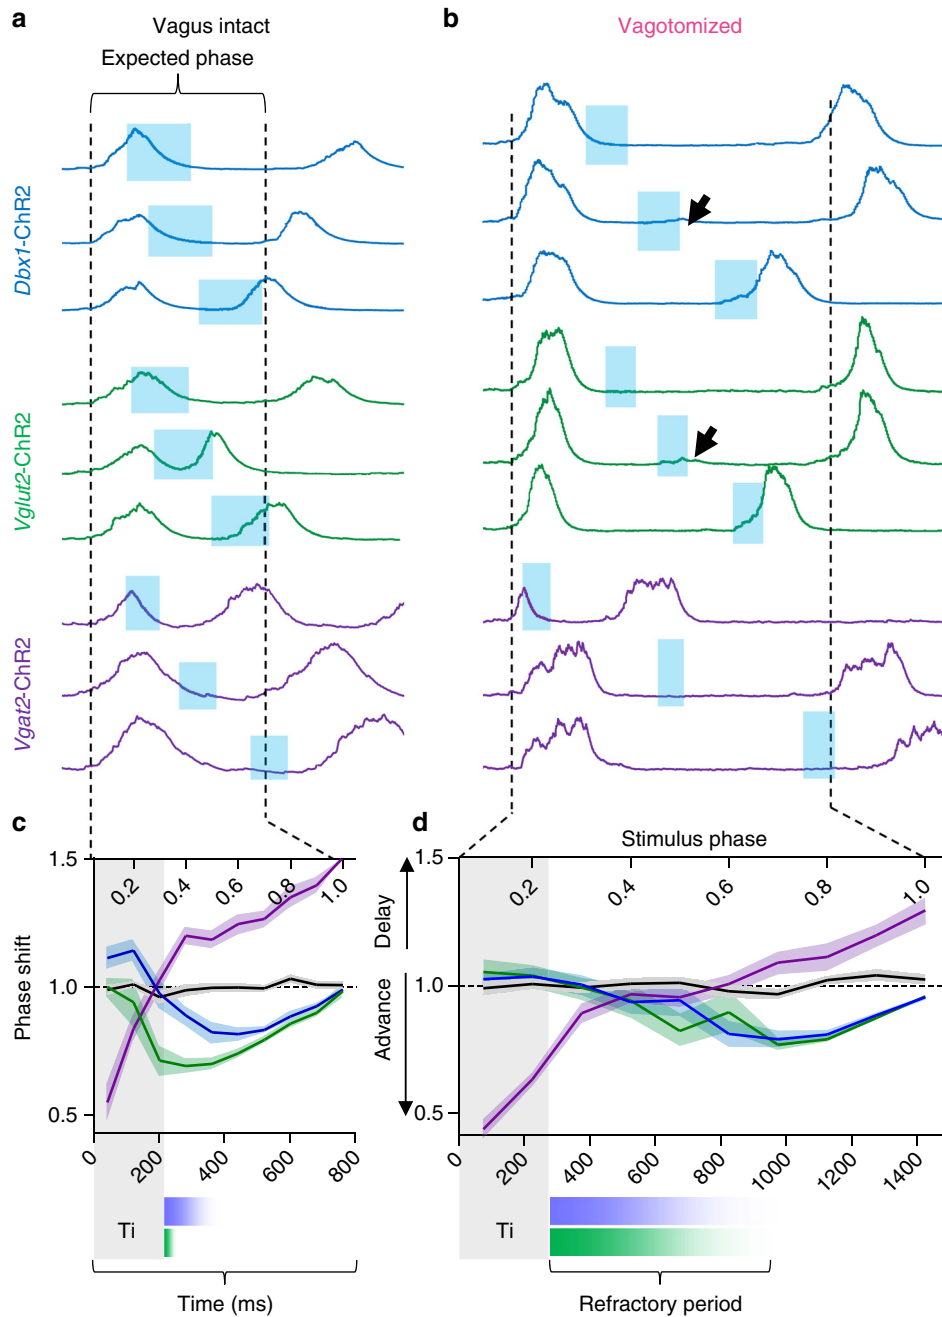 a
Vagus intact
Expected phase
b
Vagotomized
Dbx1-ChR2
Vglut2-ChR2
Vgat2-ChR2
c
1.5
1.0
0.5
Phase shift
0.2
0.4
0.6
0.8
1.0
0
200
400
600
800
Ti
Time (ms)
Delay
Advance
d
Stimulus phase
1.5
1.0
0.5
0.2
0.4
0.6
0.8
1.0
0
200
400
600
800
1000
1200
1400
Ti
Refractory period